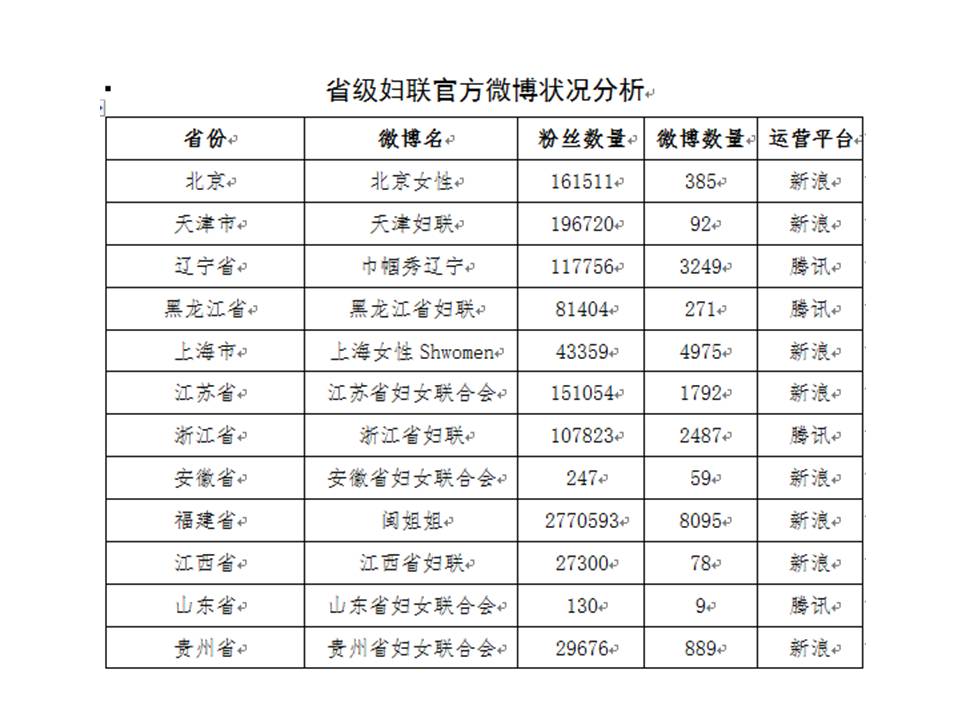 省级妇联官方微博状况分析
省份 微博名 粉丝数量 微博数量 运营平台
北京 北京女性 161511 385 新浪
天津市 天津妇联 196720 92 新浪
辽宁省 巾帼秀辽宁 117756 3249 腾讯
黑龙江省 黑龙江省妇联 81404 271 腾讯
上海市 上海女性 Shwomen 43359 4975 新浪
江苏省 江苏省妇女联合会 151054 1792 新浪
浙江省 浙江省妇联 107823 2487 腾讯
安徽省 安徽省妇女联合会 247 59 新浪
福建省 闽姐姐 2770593 8095 新浪
江西省 江西省妇联 27300 78 新浪
山东省 山东省妇女联合会 130 9 腾讯
贵州省 贵州省妇女联合会 29676 889 新浪